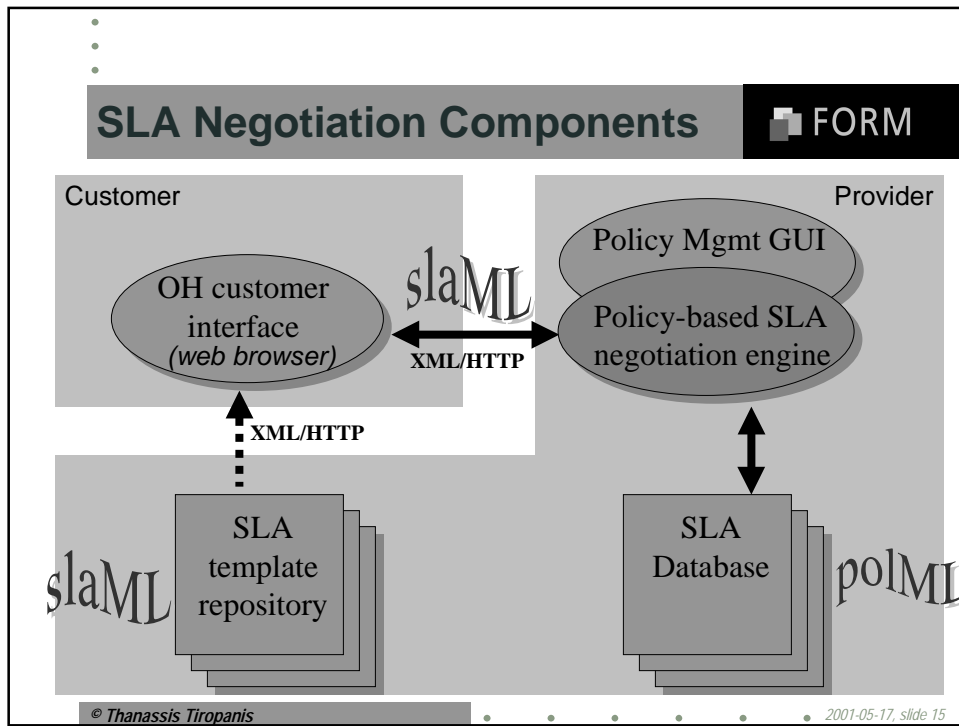 SLA Negotiation Components
FORM
Customer
Provider
OH customer
interface
(web browser)
slaML
XML/HTTP
Policy Mgmt GUI
Policy-based SLA
negotiation engine
XML/HTTP
slaML
SLA
template
repository
SLA
Database
polML
© Thanassis Tiropanis
2001-05-17, slide 15